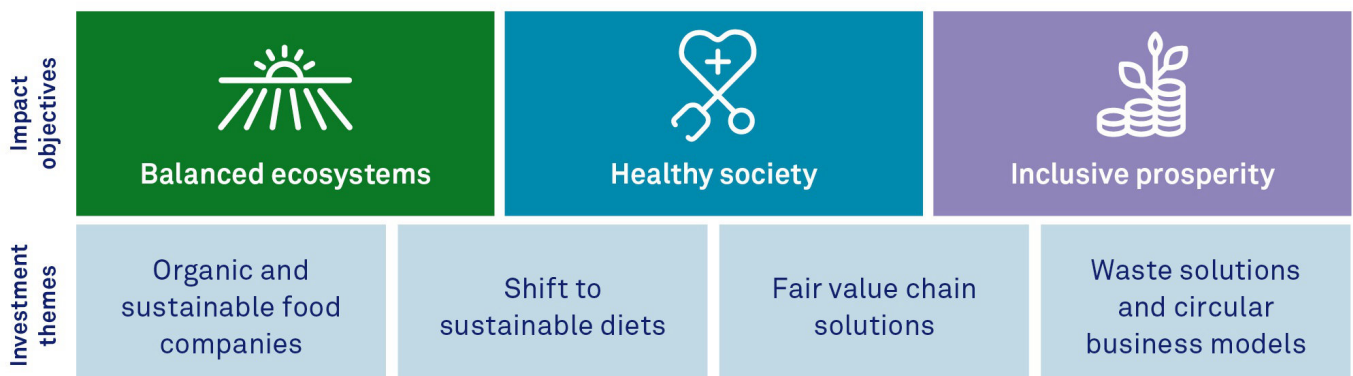 Impact
objectives
Balanced ecosystems
Healthy society
Inclusive prosperity
Investment
themes
Organic and
sustainable food
companies
Shift to
sustainable diets
Fair value chain
solutions
Waste solutions
and circular
business models